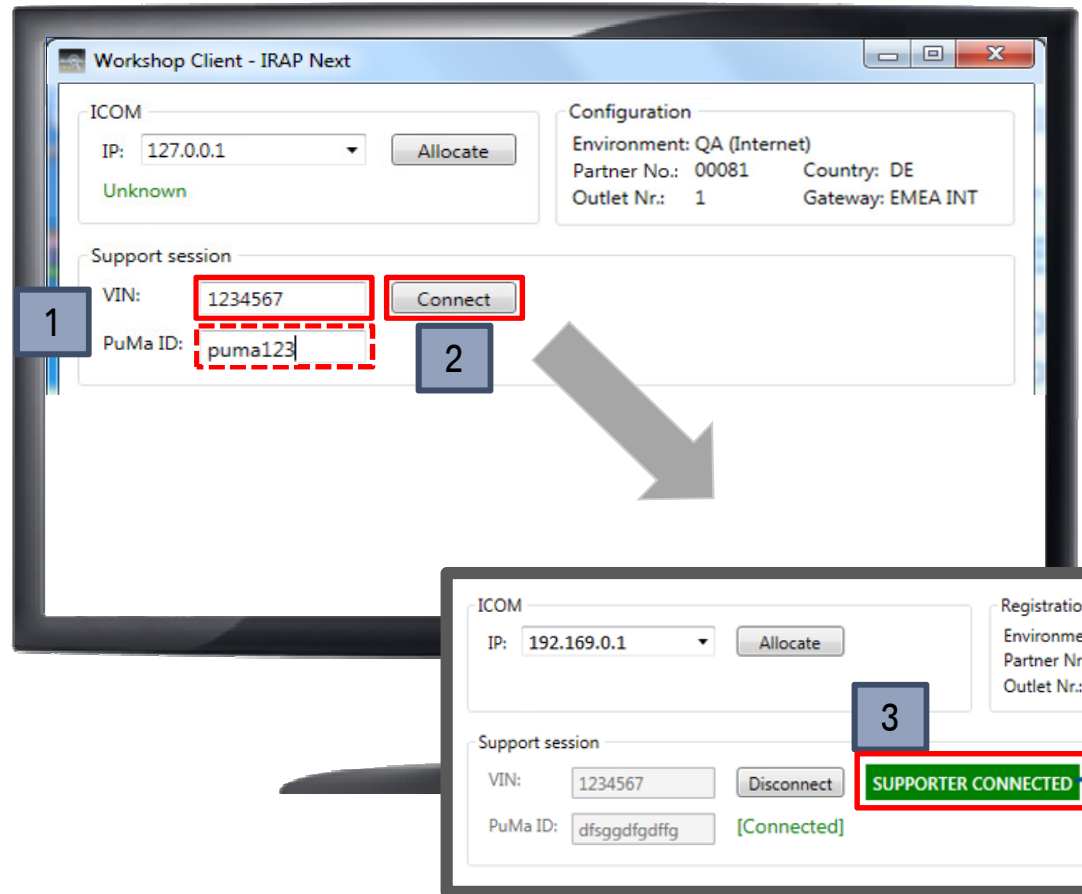 Workshop Client - IRAP Next
ICOM
IP: 127.0.0.1 Allocate
Unknown
Configuration
Environment: QA (Internet)
Partner No.: 00081 Country: DE
Outlet Nr.: 1 Gateway: EMEA INT
Support session
1
VIN: 1234567 Connect
PuMa ID: puma123
2
ICOM
IP: 192.169.0.1 Allocate
Registratio
Environme
Partner Nr
Outlet Nr.:
3
Support session
VIN: 1234567 Disconnect SUPPORTER CONNECTED
PuMa ID: dfsggdfgdffg [Connected]